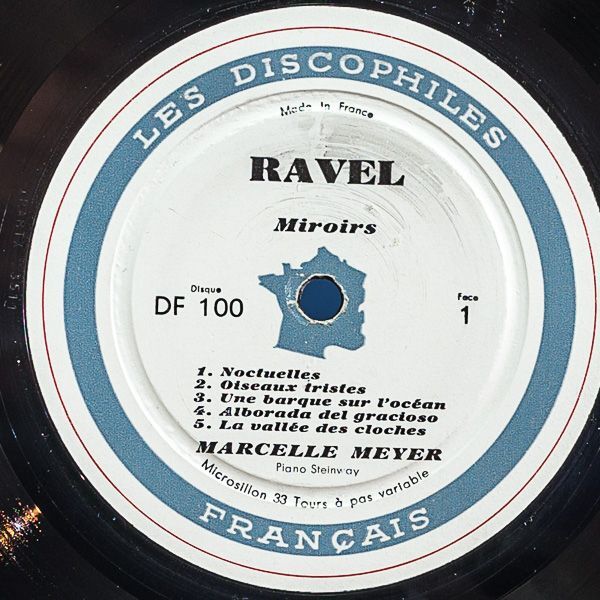 LES DISCOPHILES
Made In France
RAVEL
Miroirs
Disque
DF 100
Face
1
1. Noctuelles
2. Oiseaux tristes
3. Une barque sur l'océan
4. Alborada del gracioso
5. La vallée des cloches
MARCELLE MEYER
Piano Steinway
Microsillon 33 Tours à pas variable
FRANÇAIS